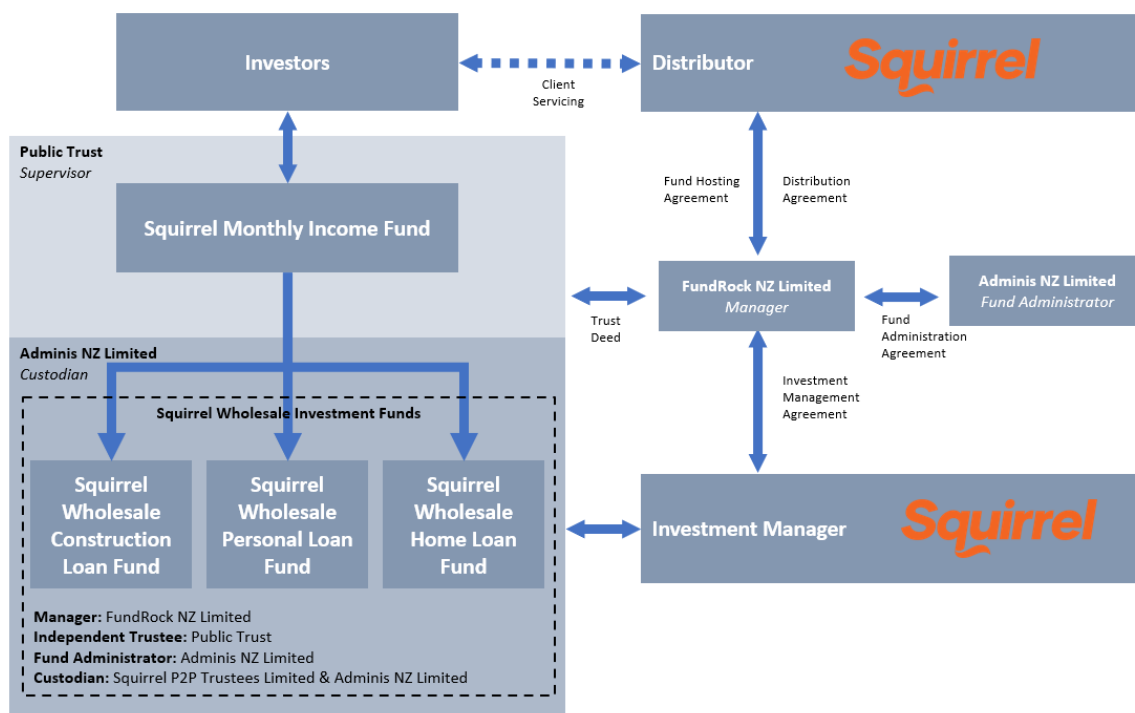 Investors
Distributor
Squirrel
Client
Servicing
Public Trust
Supervisor
Squirrel Monthly Income Fund
Fund Hosting
Agreement
Distribution
Agreement
FundRock NZ Limited
Manager
Adminis NZ Limited
Fund Administrator
Trust
Deed
Fund
Administration
Agreement
Adminis NZ Limited
Custodian
Investment
Management
Agreement
Squirrel Wholesale Investment Funds
Squirrel
Wholesale
Construction
Loan Fund
Squirrel
Wholesale
Personal Loan
Fund
Squirrel
Wholesale
Home Loan
Fund
Investment Manager
Squirrel
Manager: FundRock NZ Limited
Independent Trustee: Public Trust
Fund Administrator: Adminis NZ Limited
Custodian: Squirrel P2P Trustees Limited & Adminis NZ Limited